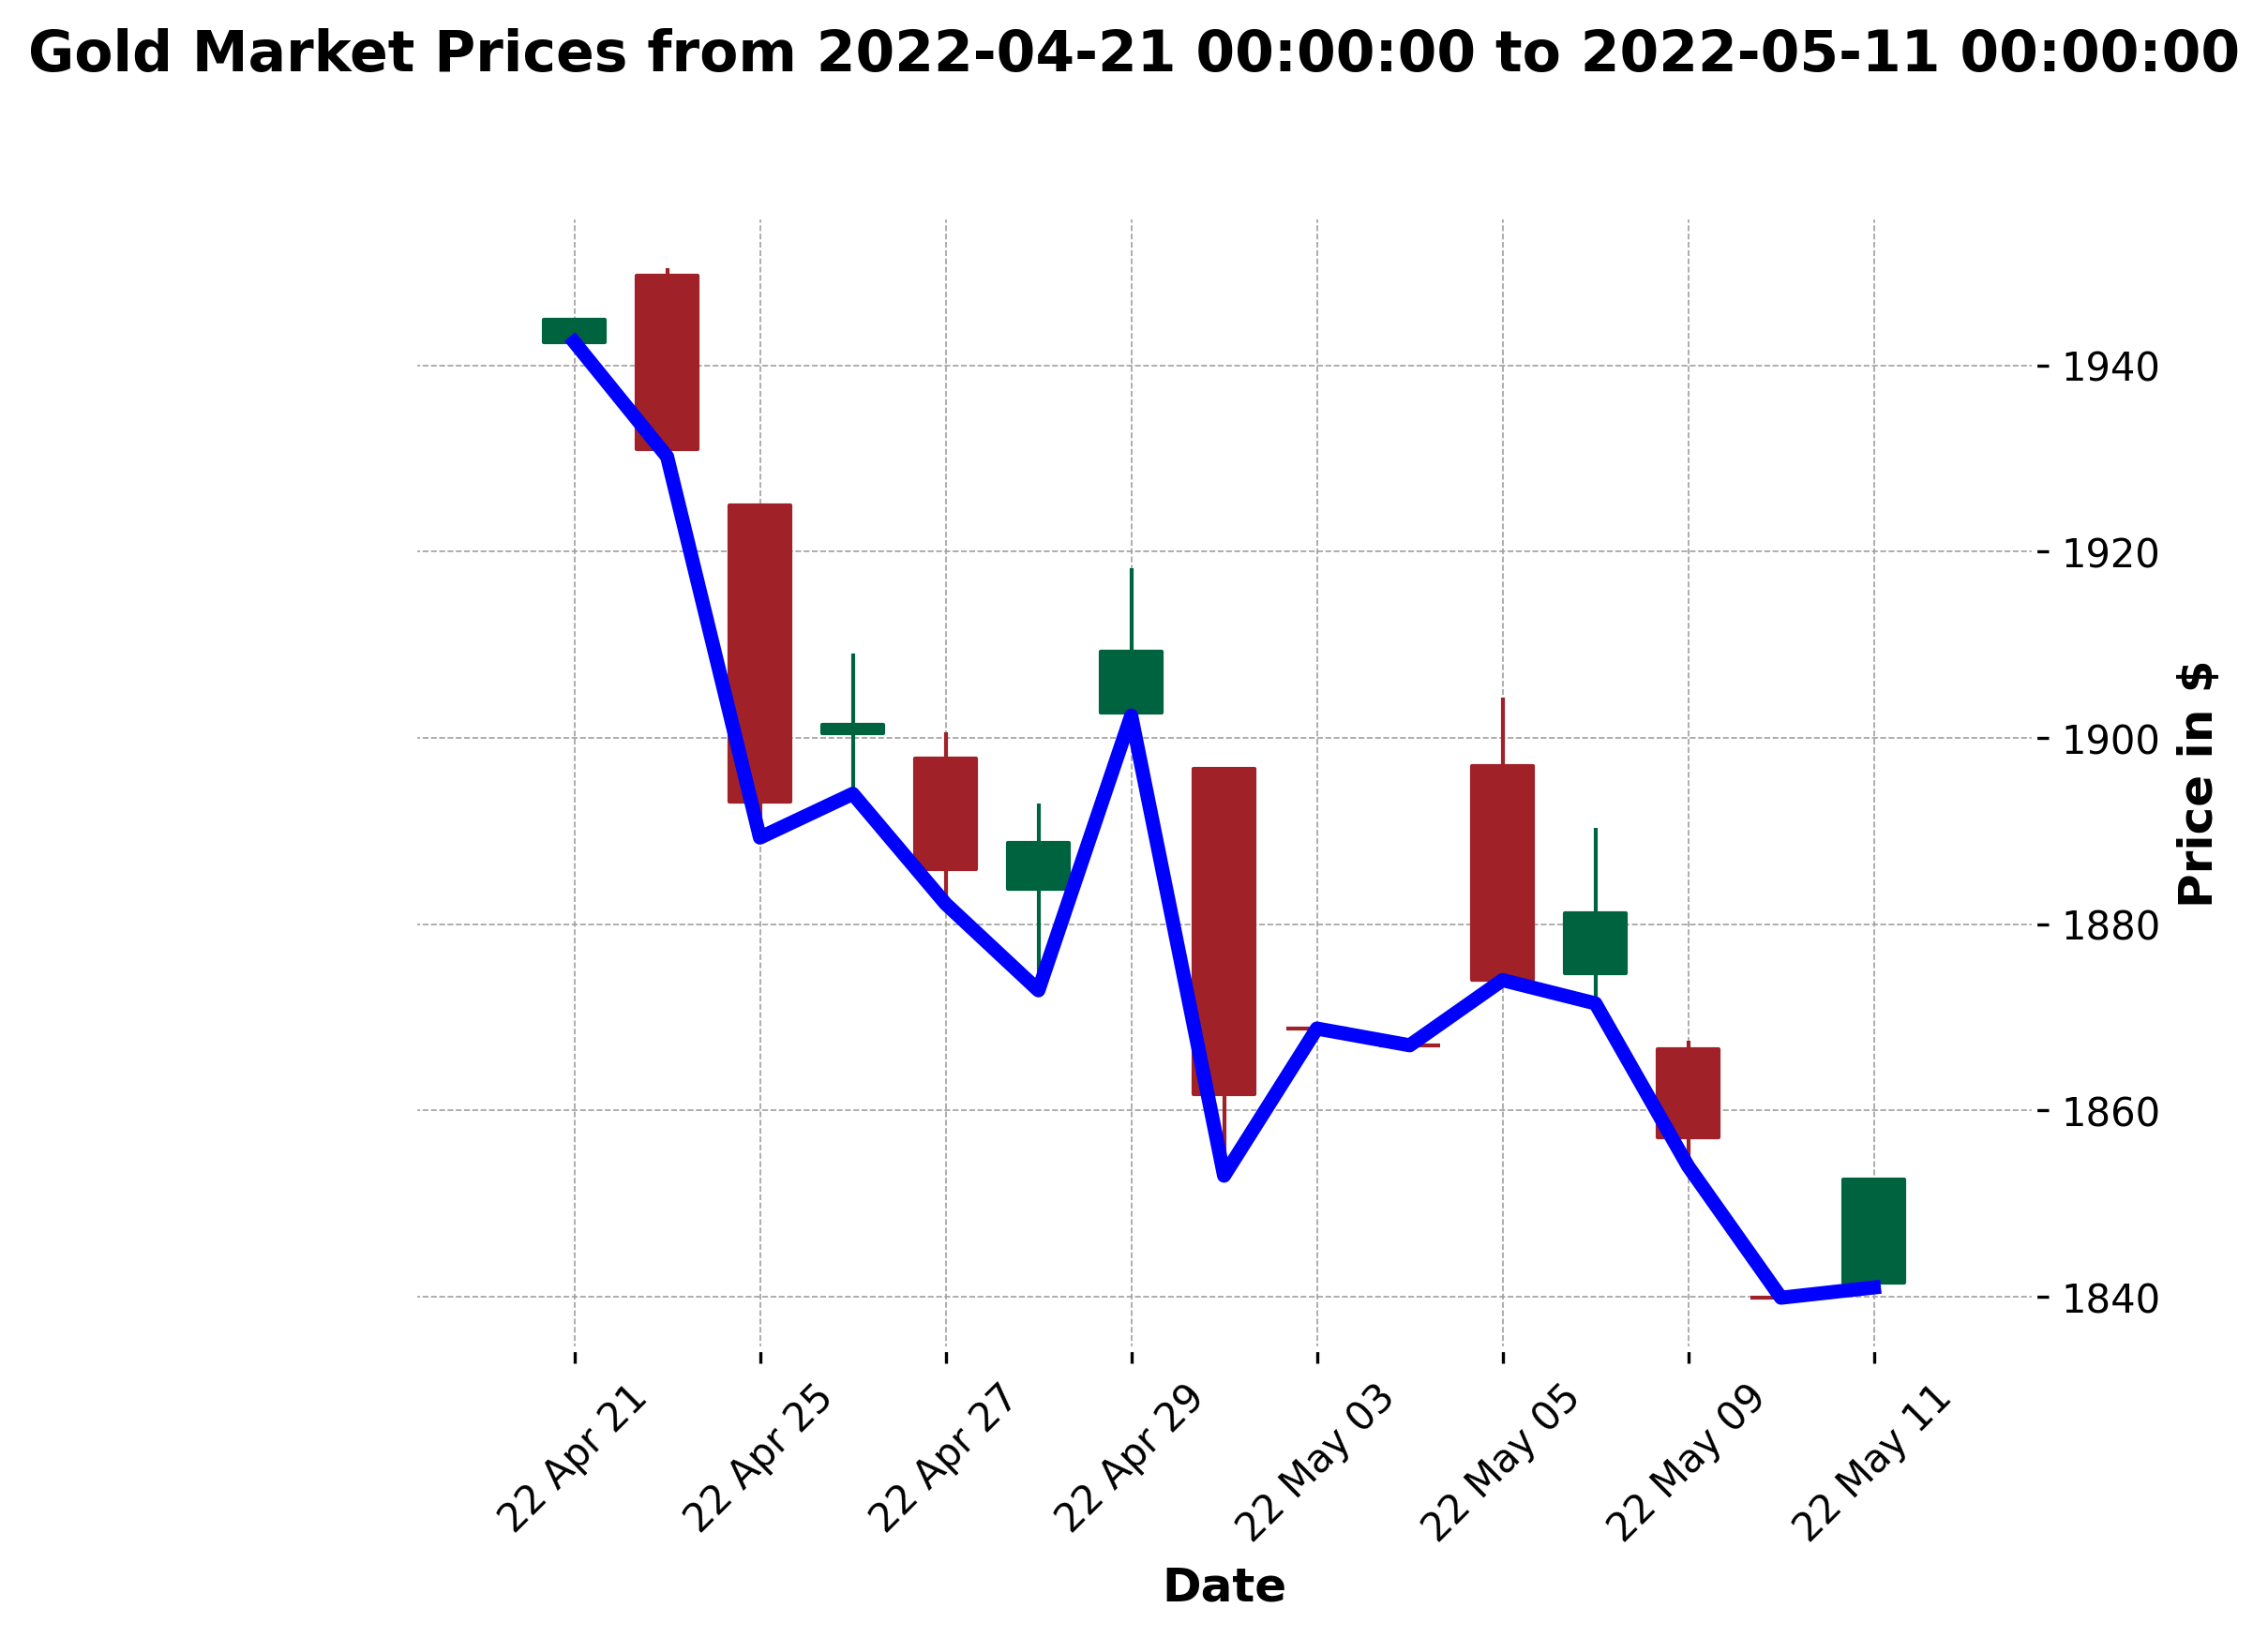 Gold Market Prices from 2022-04-21 00:00:00 to 2022-05-11 00:00:00
1940
1920
1900
1880
1860
1840
Price in $
22 Apr 21
22 Apr 25
22 Apr 27
22 Apr 29
22 May 03
22 May 05
22 May 09
22 May 11
Date